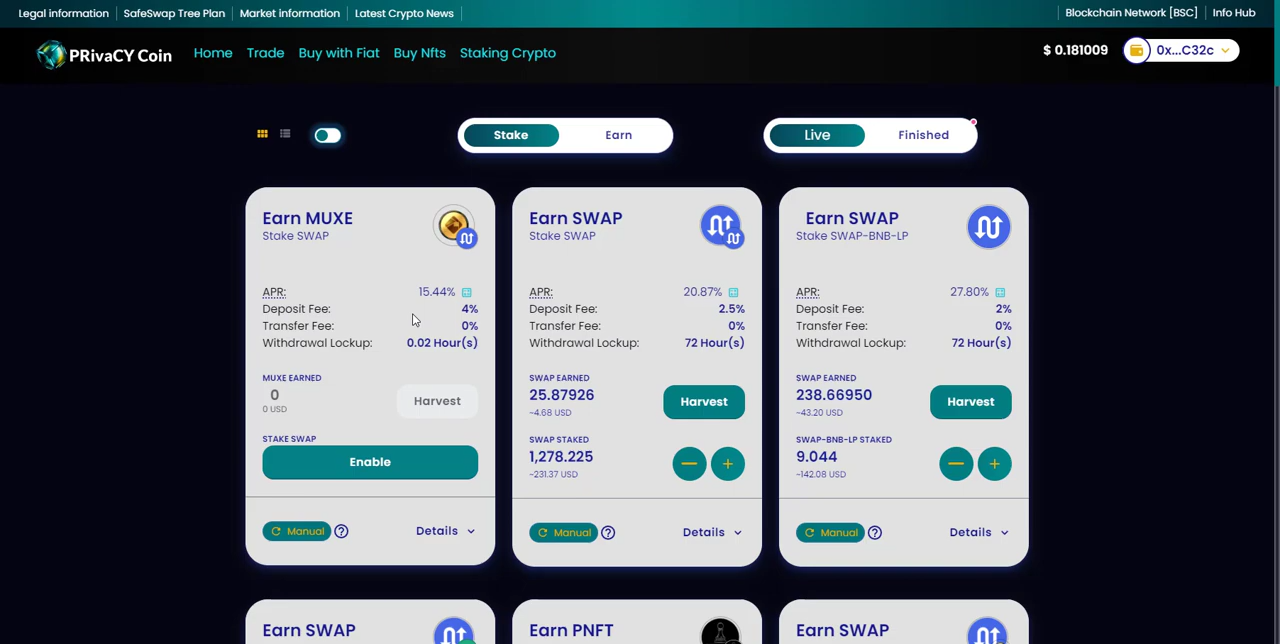 Legal information
SafeSwap Tree Plan
Market information
Latest Crypto News
Blockchain Network [BSC]
Info Hub
PRivaCY Coin
Home
Trade
Buy with Fiat
Buy Nfts
Staking Crypto
$ 0.181009
0x...C32c
Stake
Earn
Live
Finished
Earn MUXE
Stake SWAP
APR: 15.44%
Deposit Fee: 4%
Transfer Fee: 0%
Withdrawal Lockup: 0.02 Hour(s)
MUXE EARNED
0
0 USD
Harvest
STAKE SWAP
Enable
Manual
Details
Earn SWAP
Stake SWAP
APR: 20.87%
Deposit Fee: 2.5%
Transfer Fee: 0%
Withdrawal Lockup: 72 Hour(s)
SWAP EARNED
25.87926
~4.68 USD
Harvest
SWAP STAKED
1,278.225
~231.37 USD
Manual
Details
Earn SWAP
Stake SWAP-BNB-LP
APR: 27.80%
Deposit Fee: 2%
Transfer Fee: 0%
Withdrawal Lockup: 72 Hour(s)
SWAP EARNED
238.66950
~43.20 USD
Harvest
SWAP-BNB-LP STAKED
9.044
~142.08 USD
Manual
Details
Earn SWAP
Earn PNFT
Earn SWAP